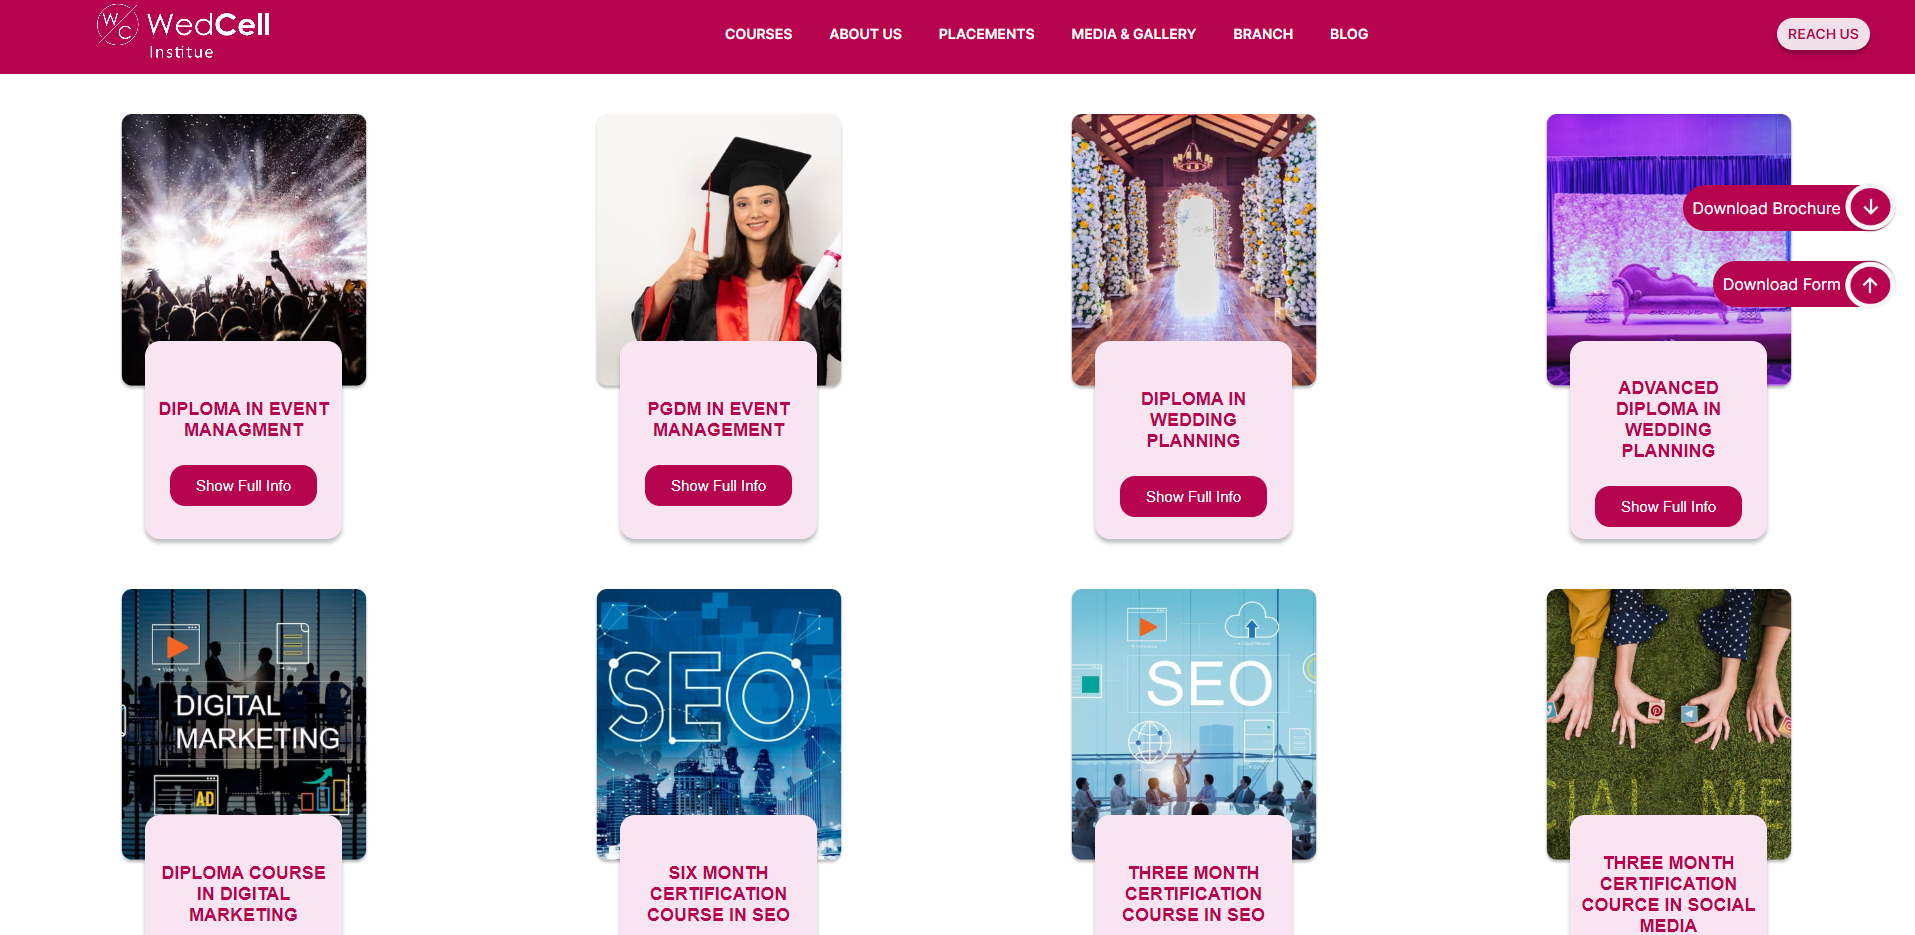 WC WedCell
Institue
COURSES ABOUT US PLACEMENTS MEDIA & GALLERY BRANCH BLOG REACH US
Download Brochure
Download Form
DIPLOMA IN EVENT
MANAGMENT
Show Full Info
PGDM IN EVENT
MANAGEMENT
Show Full Info
DIPLOMA IN
WEDDING
PLANNING
Show Full Info
ADVANCED
DIPLOMA IN
WEDDING
PLANNING
Show Full Info
DIGITAL
MARKETING
AD
DIPLOMA COURSE
IN DIGITAL
MARKETING
SEO
SIX MONTH
CERTIFICATION
COURSE IN SEO
SEO
THREE MONTH
CERTIFICATION
COURSE IN SEO
CIAL ME
THREE MONTH
CERTIFICATION
COURCE IN SOCIAL
MEDIA